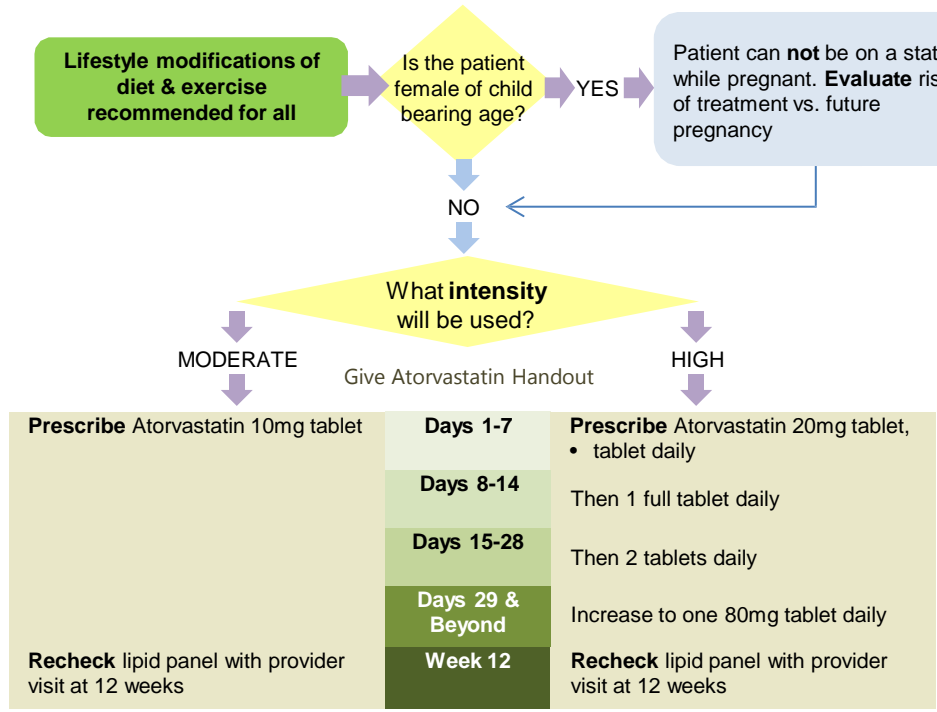 Lifestyle modifications of
diet & exercise
recommended for all
Is the patient
female of child
bearing age?
YES
Patient can not be on a stat
while pregnant. Evaluate ris
of treatment vs. future
pregnancy
NO
What intensity
will be used?
MODERATE
HIGH
Give Atorvastatin Handout
Prescribe Atorvastatin 10mg tablet
Days 1-7
Prescribe Atorvastatin 20mg tablet,
• tablet daily
Days 8-14
Then 1 full tablet daily
Days 15-28
Then 2 tablets daily
Days 29 &
Beyond
Increase to one 80mg tablet daily
Recheck lipid panel with provider
visit at 12 weeks
Week 12
Recheck lipid panel with provider
visit at 12 weeks